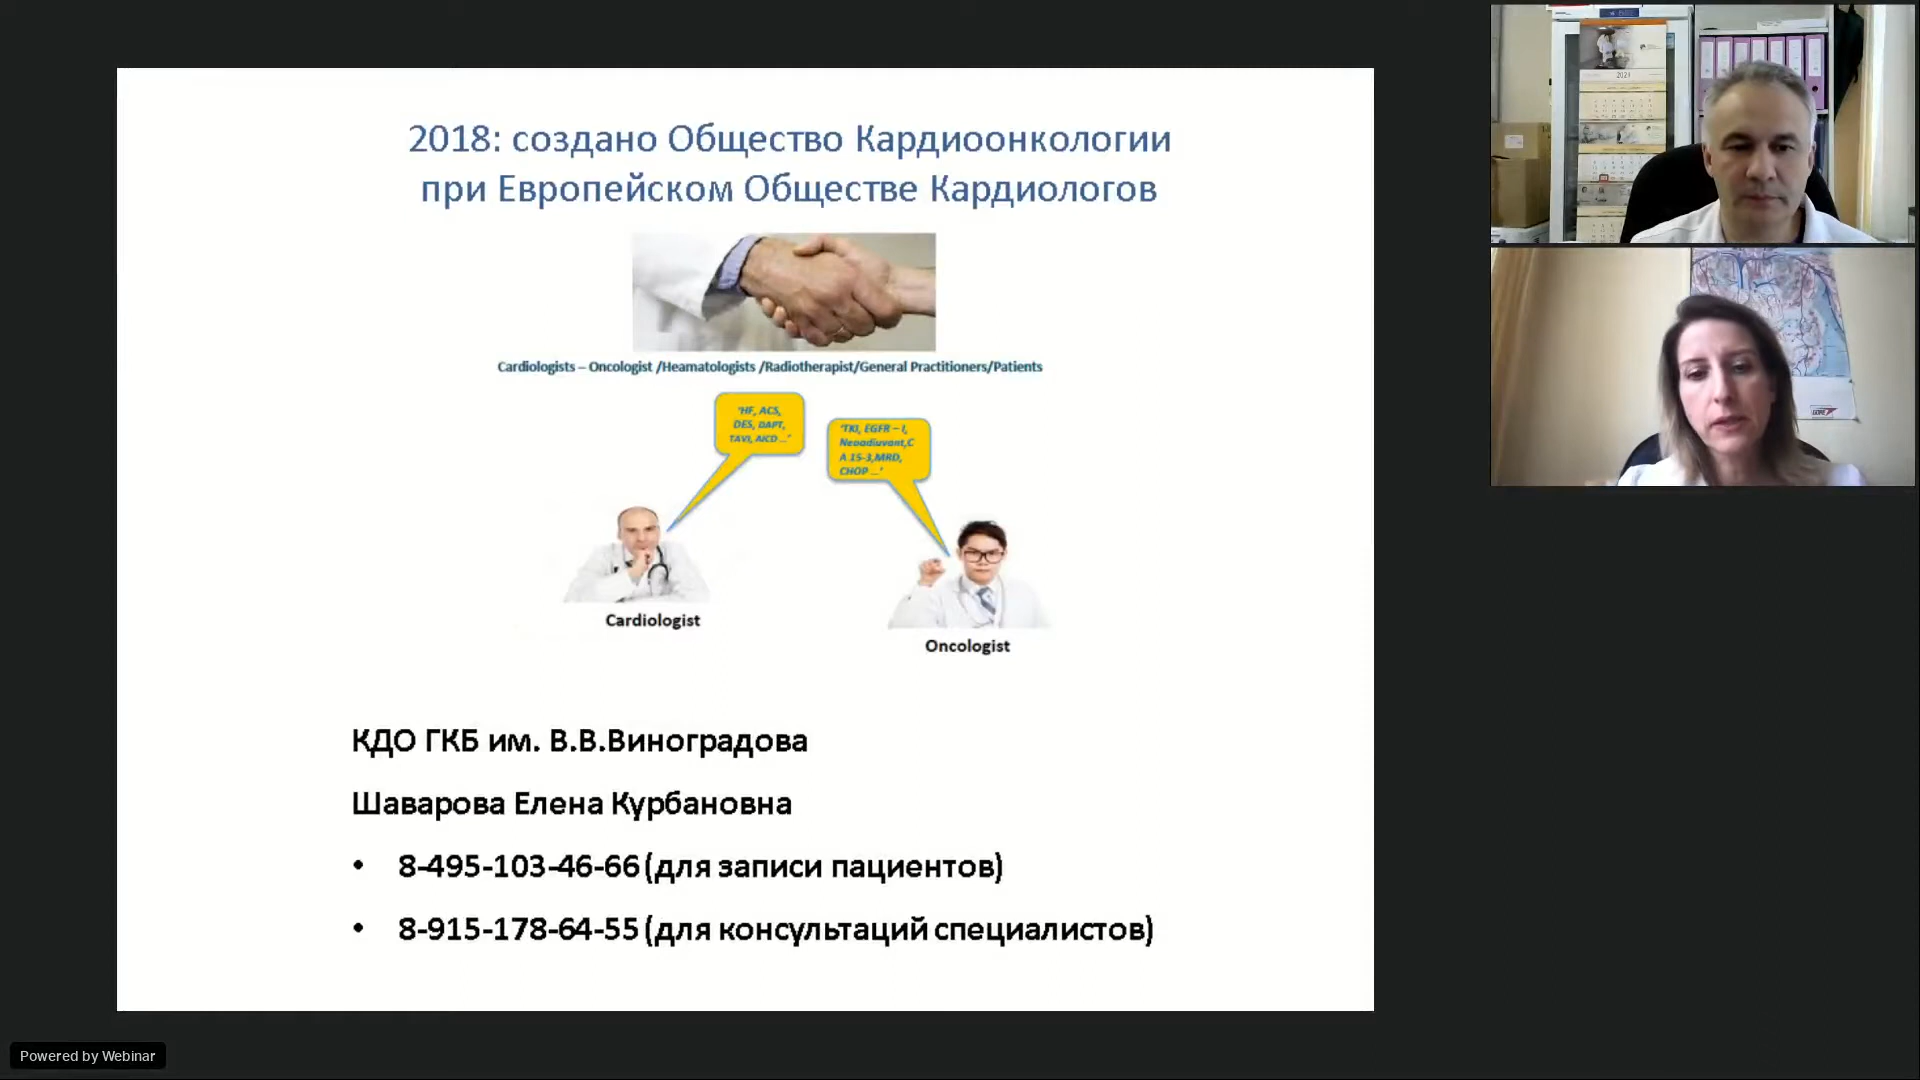 2018: создано Общество Кардиоонкологии
при Европейском Обществе Кардиологов
Cardiologists – Oncologist /Heamatologists /Radiotherapist/General Practitioners/Patients
‘HF, ACS,
DES, DAPT,
TAVI, AICD ...’
‘TKI, EGFR – I,
Neoadjuvant,C
A 15-3,MRD,
CHOP ...’
Cardiologist
Oncologist
КДО ГКБ им. В.В.Виноградова
Шаварова Елена Курбановна
• 8-495-103-46-66 (для записи пациентов)
• 8-915-178-64-55 (для консультаций специалистов)
2021
Powered by Webinar